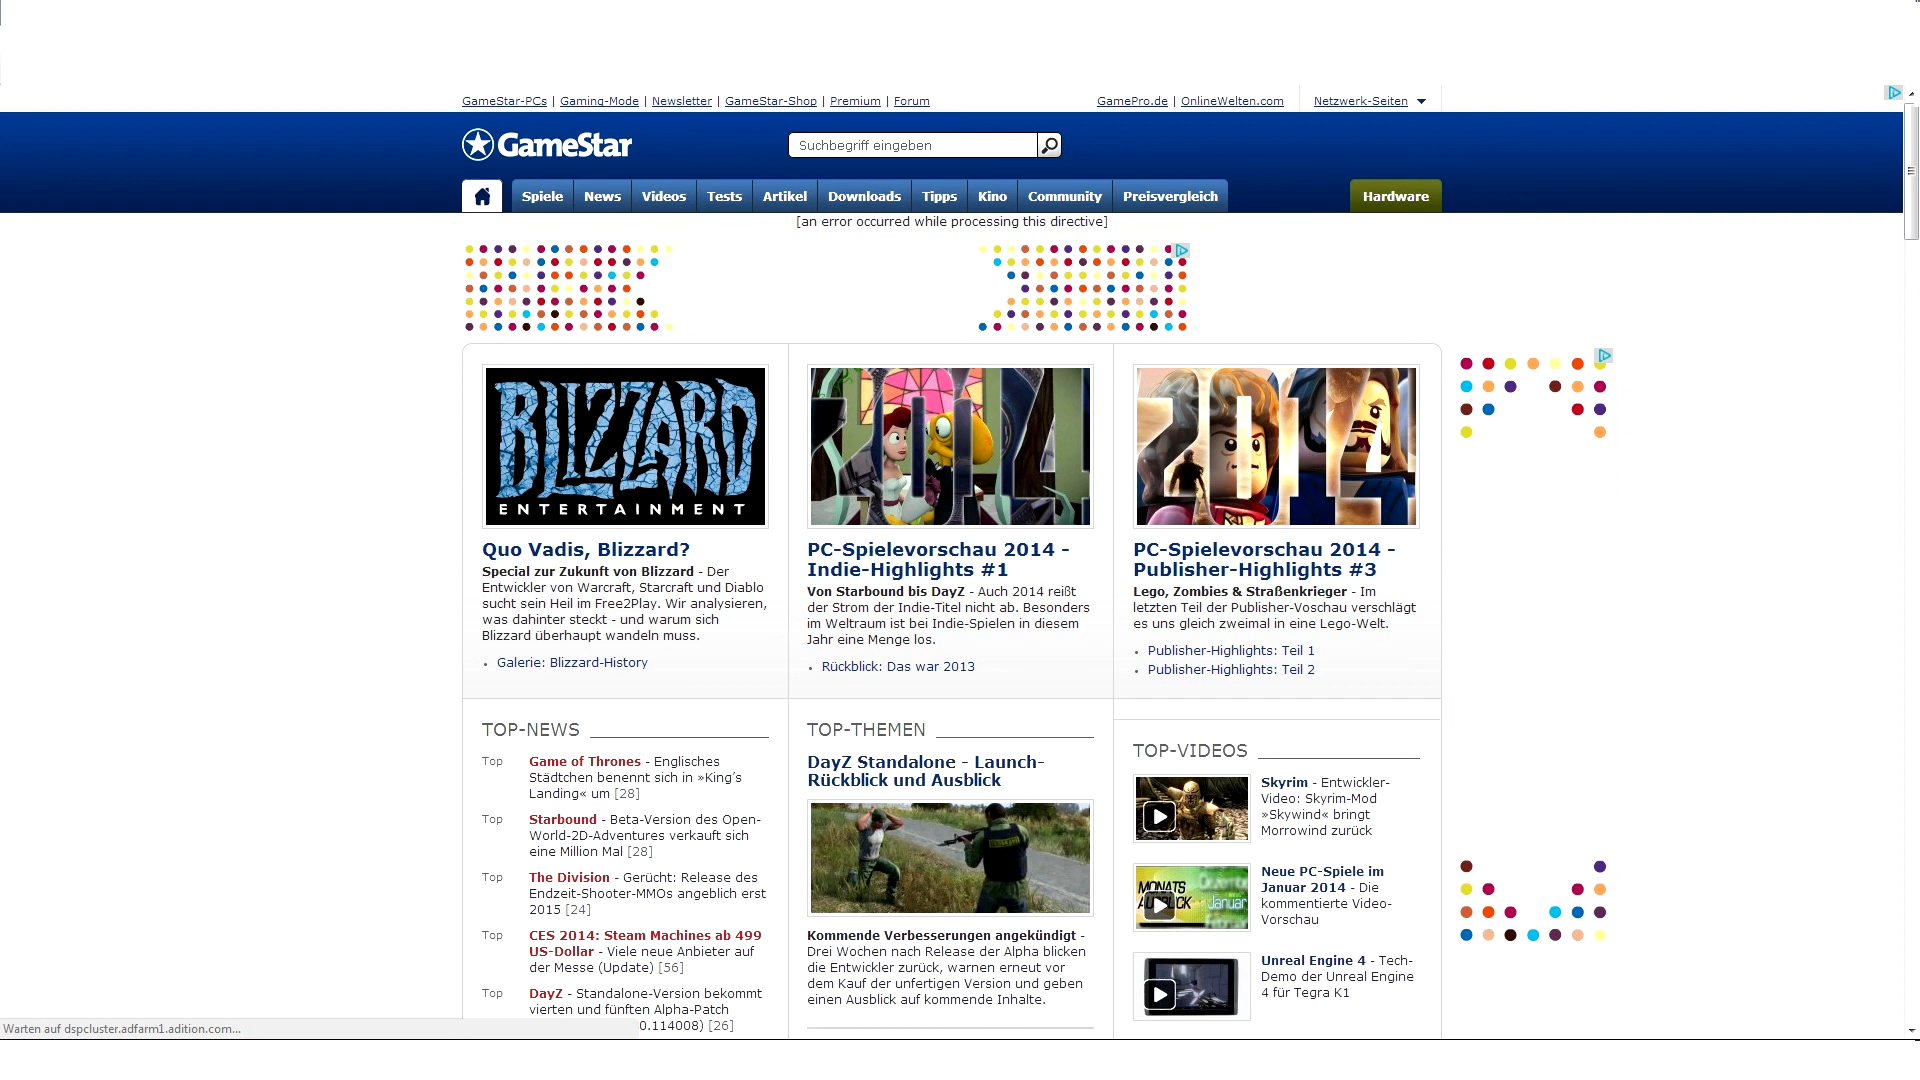 GameStar-PCs | Gaming-Mode | Newsletter | GameStar-Shop | Premium | Forum
GamePro.de | OnlineWelten.com
Netzwerk-Seiten
GameStar
Suchbegriff eingeben
Spiele
News
Videos
Tests
Artikel
Downloads
Tipps
Kino
Community
Preisvergleich
Hardware
[an error occurred while processing this directive]
BLIZZARD
ENTERTAINMENT
Quo Vadis, Blizzard?
Special zur Zukunft von Blizzard - Der
Entwickler von Warcraft, Starcraft und Diablo
sucht sein Heil im Free2Play. Wir analysieren,
was dahinter steckt - und warum sich
Blizzard überhaupt wandeln muss.
Galerie: Blizzard-History
2014
PC-Spielevorschau 2014 -
Indie-Highlights #1
Von Starbound bis DayZ - Auch 2014 reißt
der Strom der Indie-Titel nicht ab. Besonders
im Weltraum ist bei Indie-Spielen in diesem
Jahr eine Menge los.
Rückblick: Das war 2013
2014
PC-Spielevorschau 2014 -
Publisher-Highlights #3
Lego, Zombies & Straßenkrieger - Im
letzten Teil der Publisher-Voschau verschlägt
es uns gleich zweimal in eine Lego-Welt.
Publisher-Highlights: Teil 1
Publisher-Highlights: Teil 2
TOP-NEWS
Top
Game of Thrones - Englisches
Städtchen benennt sich in »King's
Landing« um [28]
Top
Starbound - Beta-Version des Open-
World-2D-Adventures verkauft sich
eine Million Mal [28]
Top
The Division - Gerücht: Release des
Endzeit-Shooter-MMOs angeblich erst
2015 [24]
Top
CES 2014: Steam Machines ab 499
US-Dollar - Viele neue Anbieter auf
der Messe (Update) [56]
Top
DayZ - Standalone-Version bekommt
vierten und fünften Alpha-Patch
0.114008) [26]
TOP-THEMEN
DayZ Standalone - Launch-
Rückblick und Ausblick
Kommende Verbesserungen angekündigt -
Drei Wochen nach Release der Alpha blicken
die Entwickler zurück, warnen erneut vor
dem Kauf der unfertigen Version und geben
einen Ausblick auf kommende Inhalte.
TOP-VIDEOS
Skyrim - Entwickler-
Video: Skyrim-Mod
»Skywind« bringt
Morrowind zurück
MONATS
Januar
Neue PC-Spiele im
Januar 2014 - Die
kommentierte Video-
Vorschau
Unreal Engine 4 - Tech-
Demo der Unreal Engine
4 für Tegra K1
Warten auf dspcluster.adfarm1.adition.com...